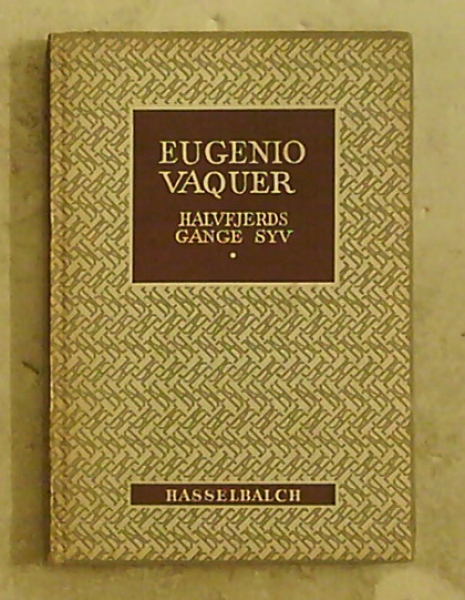 EUGENIO
VAQUER
HALVFJERDS
GANGE SYV
HASSELBALCH